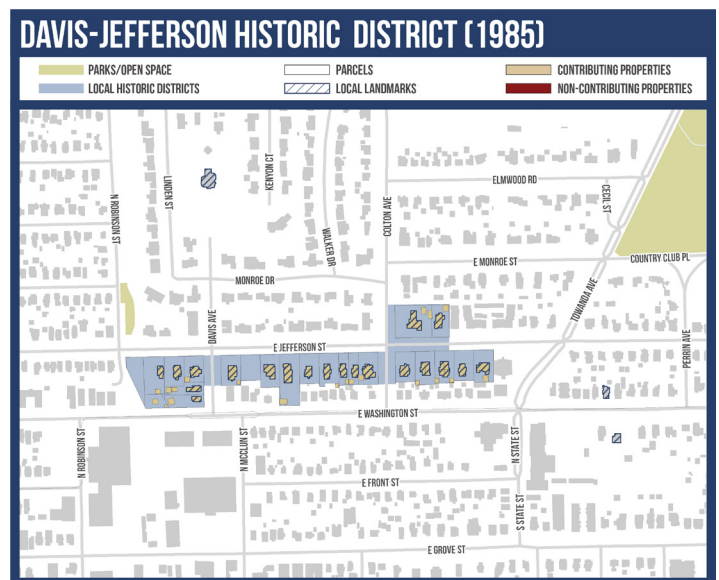 DAVIS-JEFFERSON HISTORIC DISTRICT (1985)
PARKS/OPEN SPACE
PARCELS
CONTRIBUTING PROPERTIES
LOCAL HISTORIC DISTRICTS
LOCAL LANDMARKS
NON-CONTRIBUTING PROPERTIES
N ROBINSON ST
LINDEN ST
KENYON CT
WALKER DR
COLTON AVE
ELMWOOD RD
CECIL ST
E MONROE ST
COUNTRY CLUB PL
MONROE DR
DAVIS AVE
TOWANDA AVE
PERRIN AVE
E JEFFERSON ST
E WASHINGTON ST
N ROBINSON ST
N MCCLUN ST
N STATE ST
E FRONT ST
S STATE ST
E GROVE ST